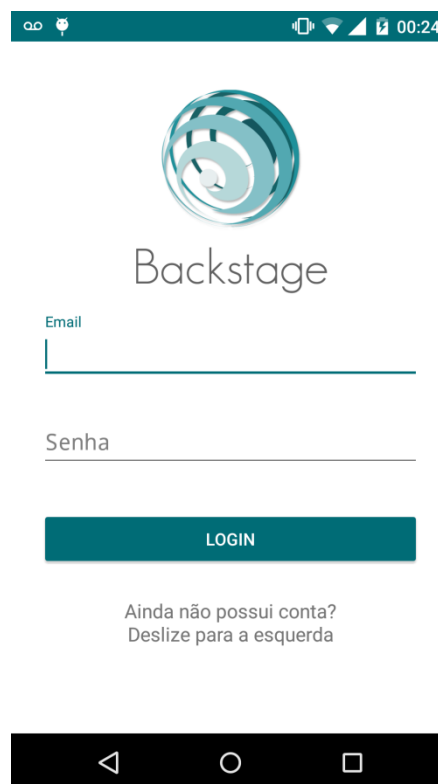 00:24
Backstage
Email
Senha
LOGIN
Ainda não possui conta?
Deslize para a esquerda